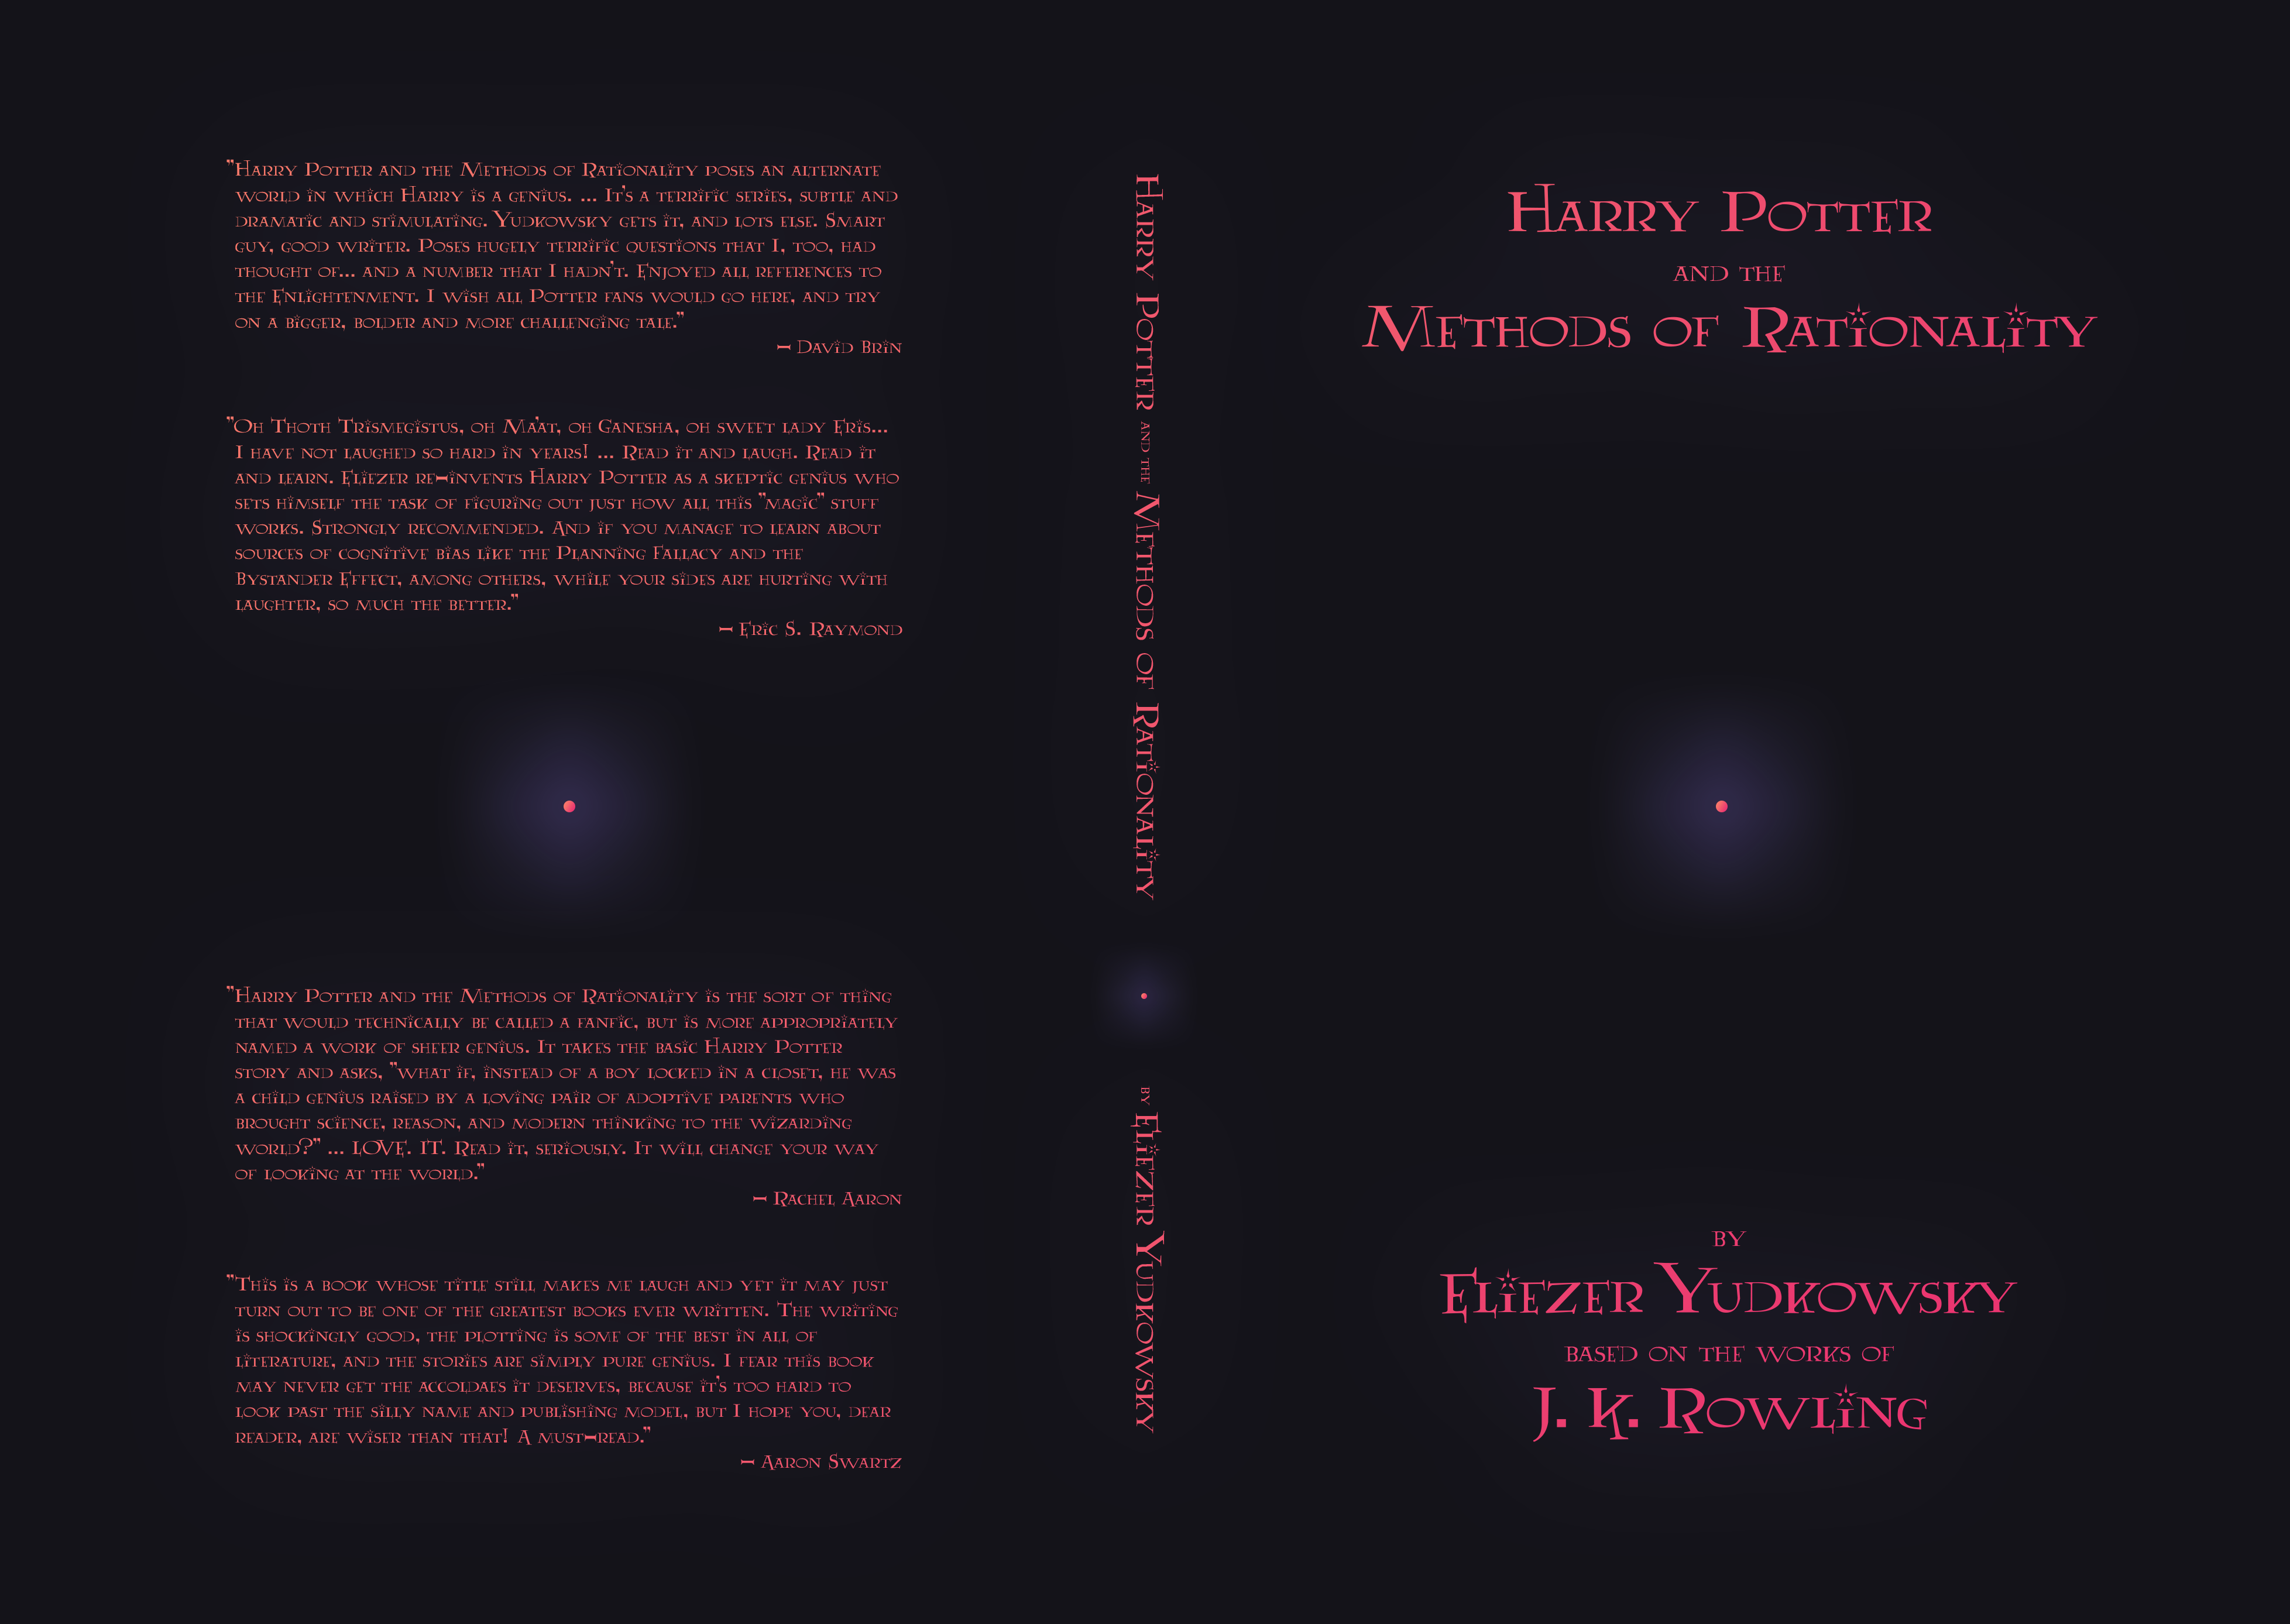 "Harry Potter and the Methods of Rationality poses an alternate
world in which Harry is a genius. ... It's a terrific series, subtle and
dramatic and stimulating. Yudkowsky gets it, and lots else. Smart
guy, good writer. Poses hugely terrific questions that I, too, had
thought of... and a number that I hadn't. Enjoyed all references to
the Enlightenment. I wish all Potter fans would go here, and try
on a bigger, bolder and more challenging tale."
- David Brin
"Oh Thoth Trismegistus, oh Ma'at, oh Ganesha, oh sweet lady Eris...
I have not laughed so hard in years! ... Read it and laugh. Read it
and learn. Eliezer re-invents Harry Potter as a skeptic genius who
sets himself the task of figuring out just how all this "magic" stuff
works. Strongly recommended. And if you manage to learn about
sources of cognitive bias like the Planning Fallacy and the
Bystander Effect, among others, while your sides are hurting with
laughter, so much the better."
- Eric S. Raymond
"Harry Potter and the Methods of Rationality is the sort of thing
that would technically be called a fanfic, but is more appropriately
named a work of sheer genius. It takes the basic Harry Potter
story and asks, "what if, instead of a boy locked in a closet, he was
a child genius raised by a loving pair of adoptive parents who
brought science, reason, and modern thinking to the wizarding
world?" ... LOVE. IT. Read it, seriously. It will change your way
of looking at the world."
- Rachel Aaron
"This is a book whose title still makes me laugh and yet it may just
turn out to be one of the greatest books ever written. The writing
is shockingly good, the plotting is some of the best in all of
literature, and the stories are simply pure genius. I fear this book
may never get the accoldaes it deserves, because it's too hard to
look past the silly name and publishing model, but I hope you, dear
reader, are wiser than that! A must-read."
- Aaron Swartz
Harry Potter and the Methods of Rationality
by Eliezer Yudkowsky
Harry Potter
and the
Methods of Rationality
by
Eliezer Yudkowsky
based on the works of
J. K. Rowling